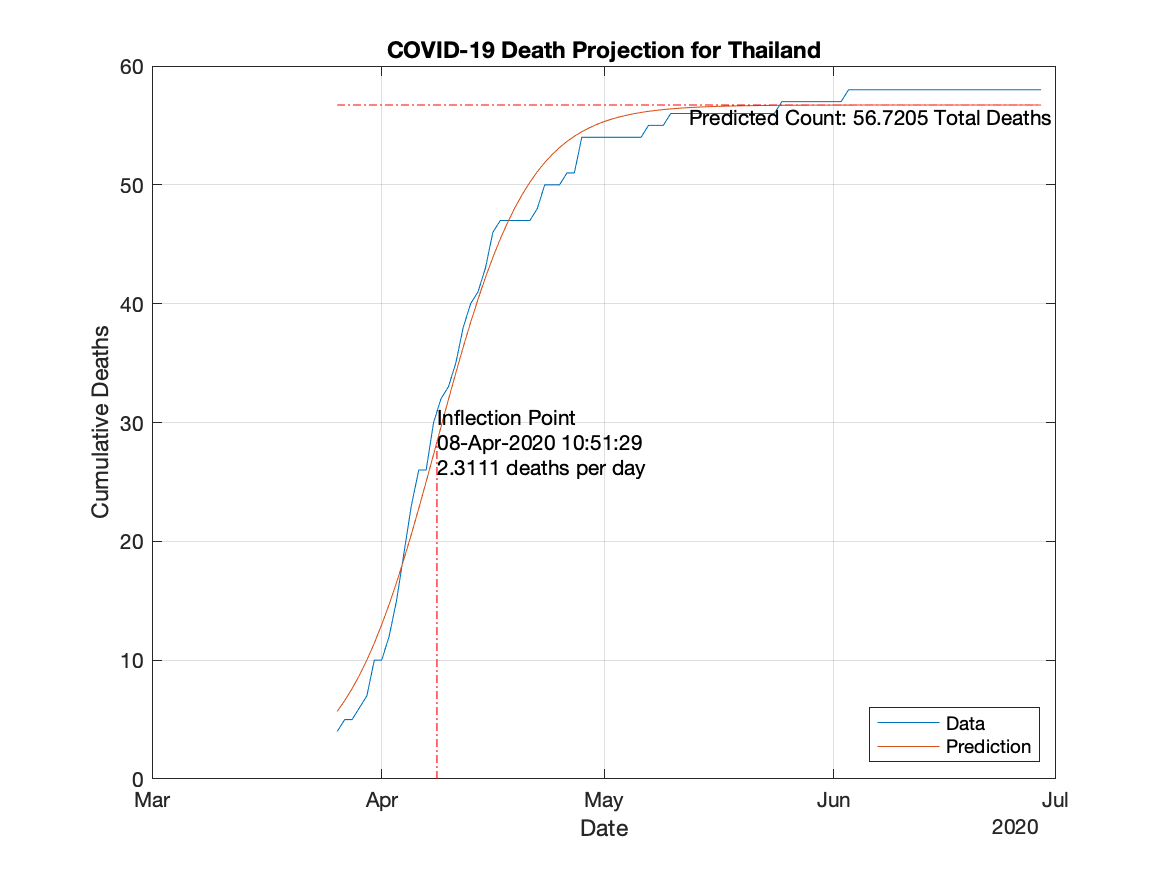 COVID-19 Death Projection for Thailand
60
50
40
30
20
10
0
Cumulative Deaths
Predicted Count: 56.7205 Total Deaths
Inflection Point
08-Apr-2020 10:51:29
2.3111 deaths per day
Data
Prediction
Mar
Apr
May
Jun
Jul
Date
2020